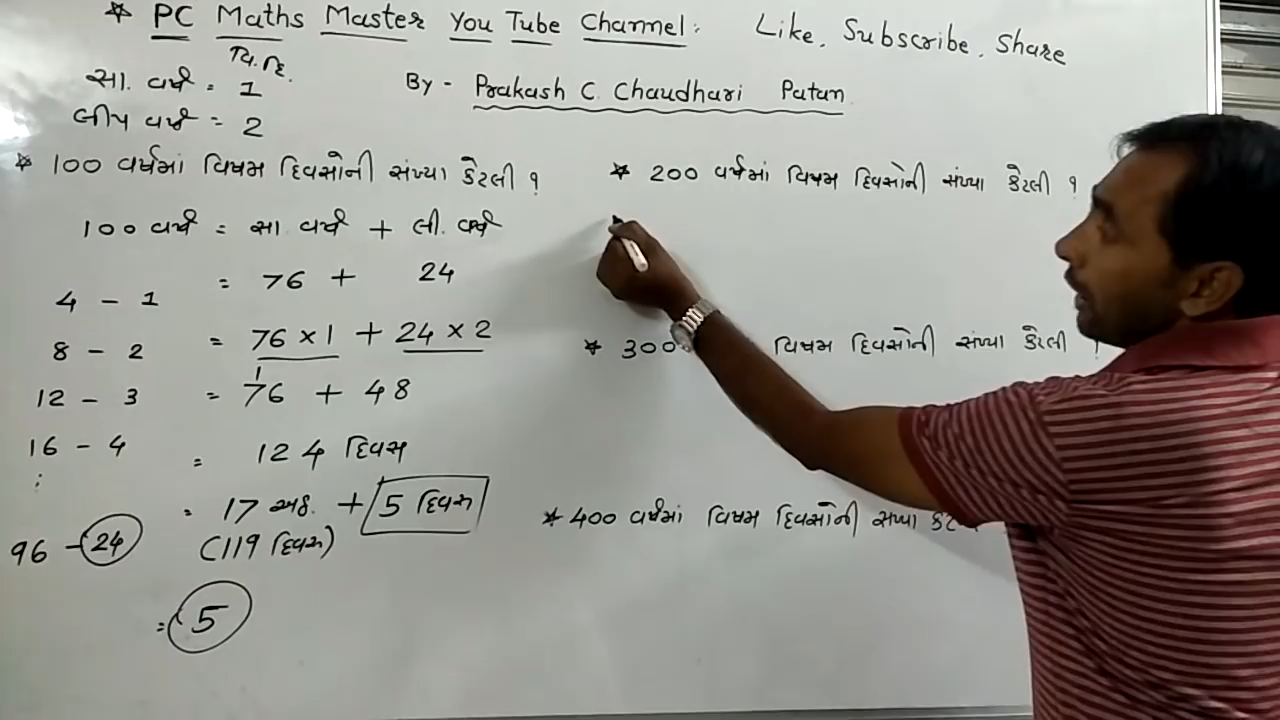 * PC Maths Master You Tube Channel: Like, Subscribe, Share
વિ.દિ.
સા. વર્ષ = 1
By - Prakash C. Chaudhari Patan
લીપ વર્ષ = 2
* 100 વર્ષમાં વિષમ દિવસોની સંખ્યા કેટલી ?
100 વર્ષ = સા વર્ષ + લી. વર્ષ
= 76 + 24
4 - 1
= 76 × 1 + 24 × 2
8 - 2
1
= 76 + 48
12 - 3
16 - 4
= 124 દિવસ
:
= 17 અઠ. + 5 દિવસ
96 - 24
(119 દિવસ)
= 5
* 200 વર્ષમાં વિષમ દિવસોની સંખ્યા કેટલી ?
* 300 વિષમ દિવસોની સંખ્યા કેટલી ?
* 400 વર્ષમાં વિષમ દિવસોની સંખ્યા